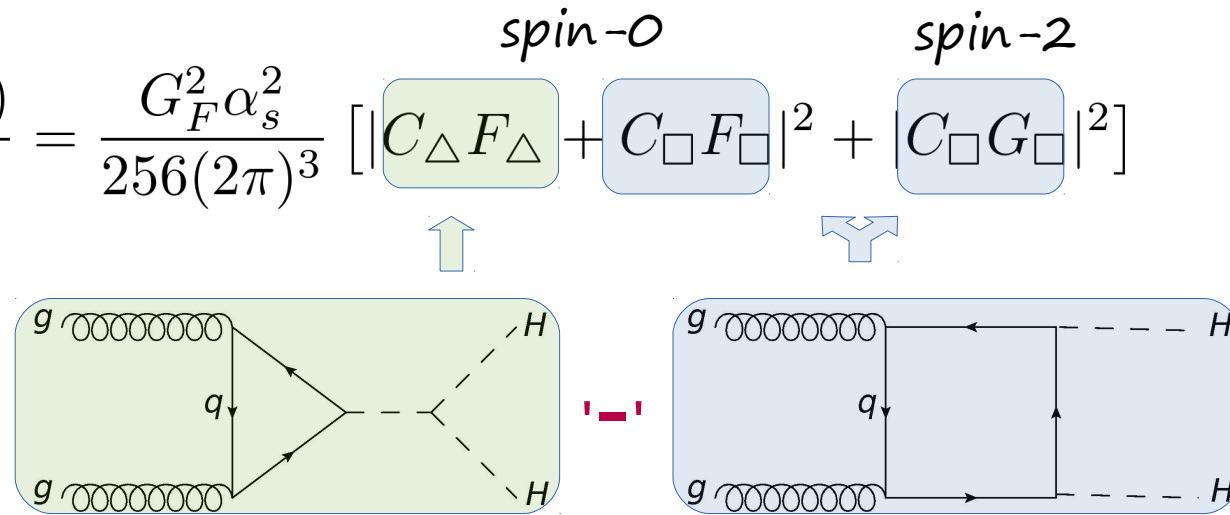 spin-0 spin-2
) = \frac{G_F^2 α_s^2}{256(2π)^3} [|C_△ F_△ + C_□ F_□|^2 + |C_□ G_□|^2]
g H g H
q '-' q
g H g H